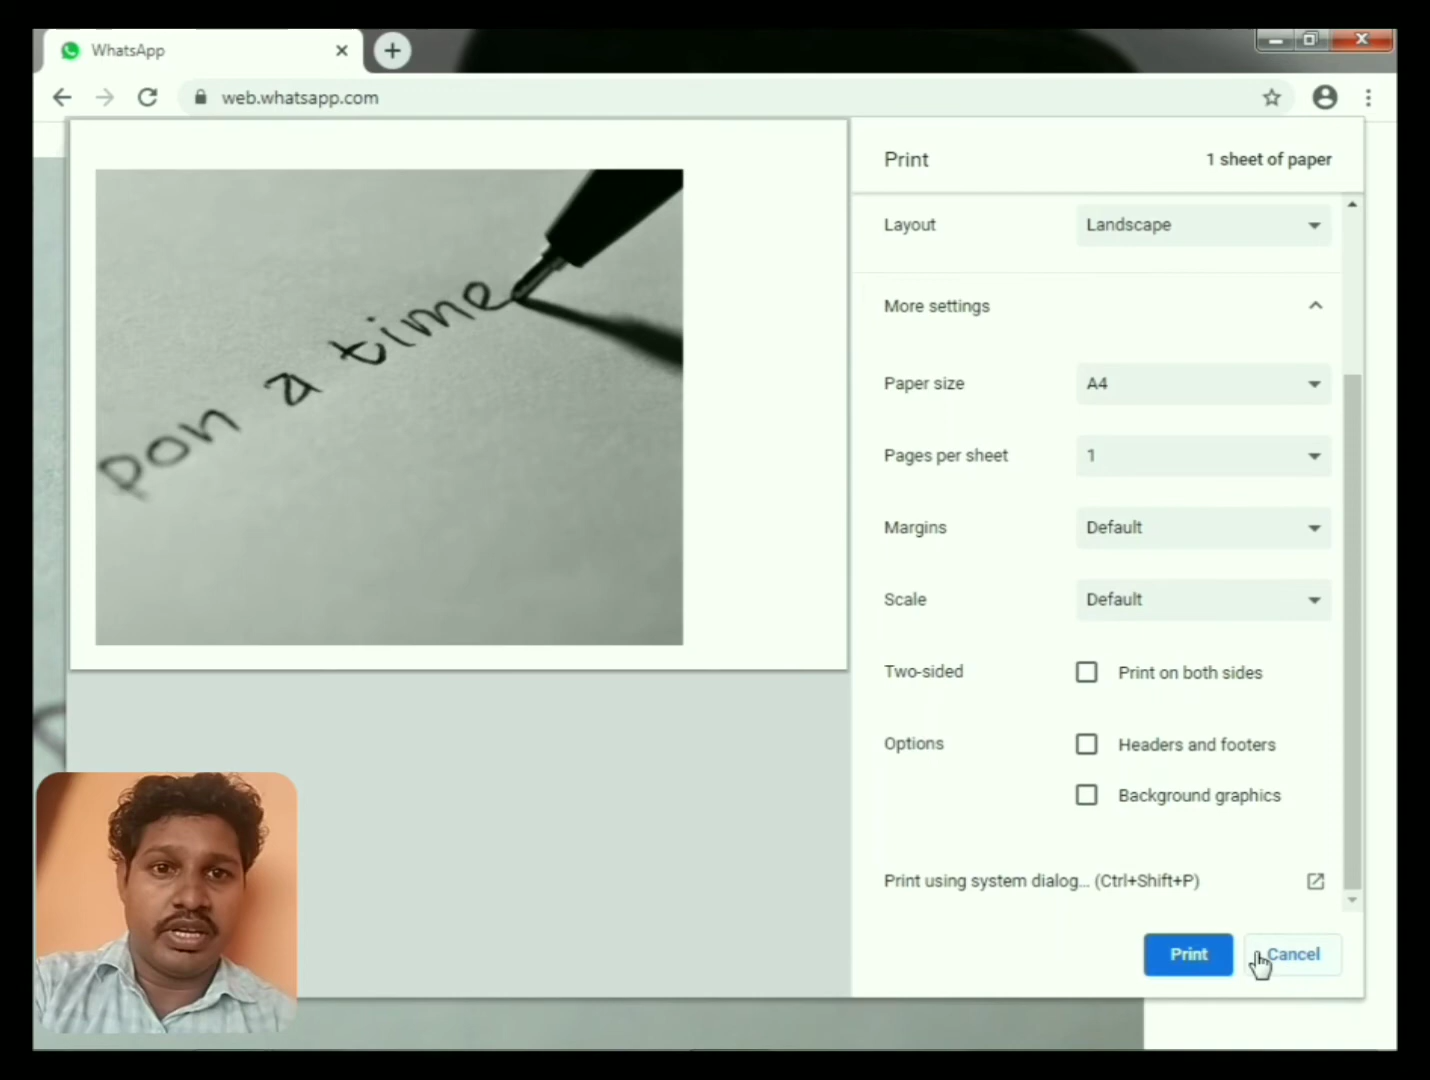 WhatsApp
web.whatsapp.com
Print
1 sheet of paper
Layout
Landscape
More settings
Paper size
A4
Pages per sheet
1
Margins
Default
Scale
Default
Two-sided
Print on both sides
Options
Headers and footers
Background graphics
Print using system dialog... (Ctrl+Shift+P)
Print
Cancel
pon a time